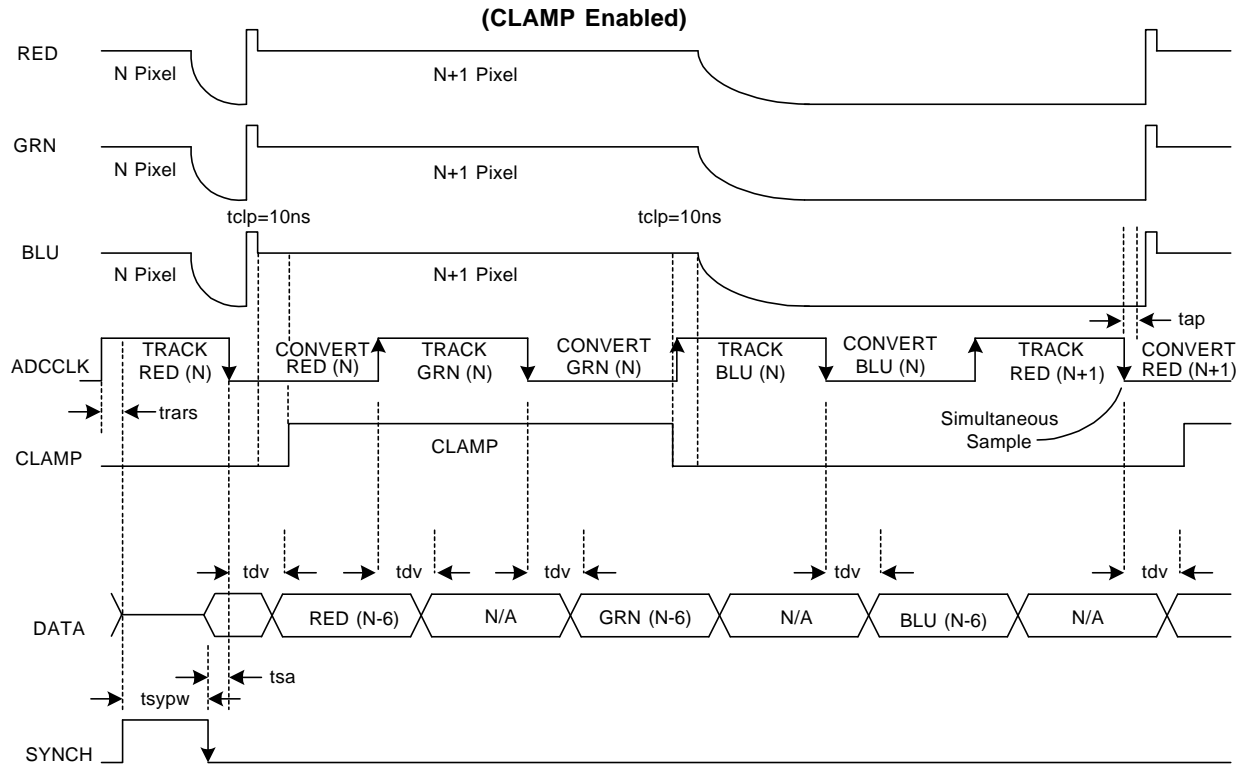 (CLAMP Enabled)
RED
N Pixel
N+1 Pixel
GRN
N Pixel
N+1 Pixel
tclp=10ns
tclp=10ns
BLU
N Pixel
N+1 Pixel
tap
ADCCLK
TRACK
RED (N)
CONVERT
RED (N)
TRACK
GRN (N)
CONVERT
GRN (N)
TRACK
BLU (N)
CONVERT
BLU (N)
TRACK
RED (N+1)
CONVERT
RED (N+1)
trars
Simultaneous
Sample
CLAMP
CLAMP
tdv
tdv
tdv
tdv
tdv
DATA
RED (N-6)
N/A
GRN (N-6)
N/A
BLU (N-6)
N/A
tsa
tsypw
SYNCH